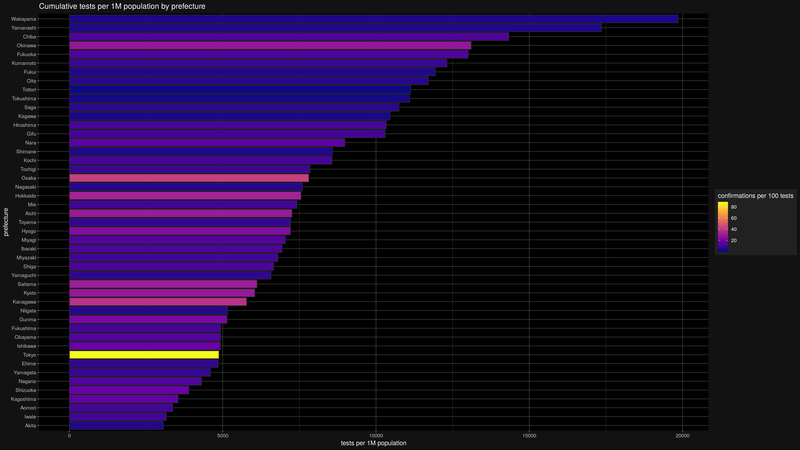 Cumulative tests per 1M population by prefecture
Wakayama
Yamanashi
Chiba
Okinawa
Fukuoka
Kumamoto
Fukui
Oita
Tottori
Tokushima
Saga
Kagawa
Hiroshima
Gifu
Nara
Shimane
Kochi
Tochigi
Osaka
Nagasaki
Hokkudo
Mie
Aichi
Toyama
Hyogo
Miyagi
Ibaraki
Miyazaki
Shiga
Yamaguchi
Saitama
Kyoto
Kanagawa
Niigata
Gunma
Fukushima
Okayama
Ishikawa
Tokyo
Ehime
Yamagata
Nagano
Shizuoka
Kagoshima
Aomori
Iwate
Akita
prefecture
0 5000 10000 15000 20000
tests per 1M population
confirmations per 100 tests
80
60
40
20